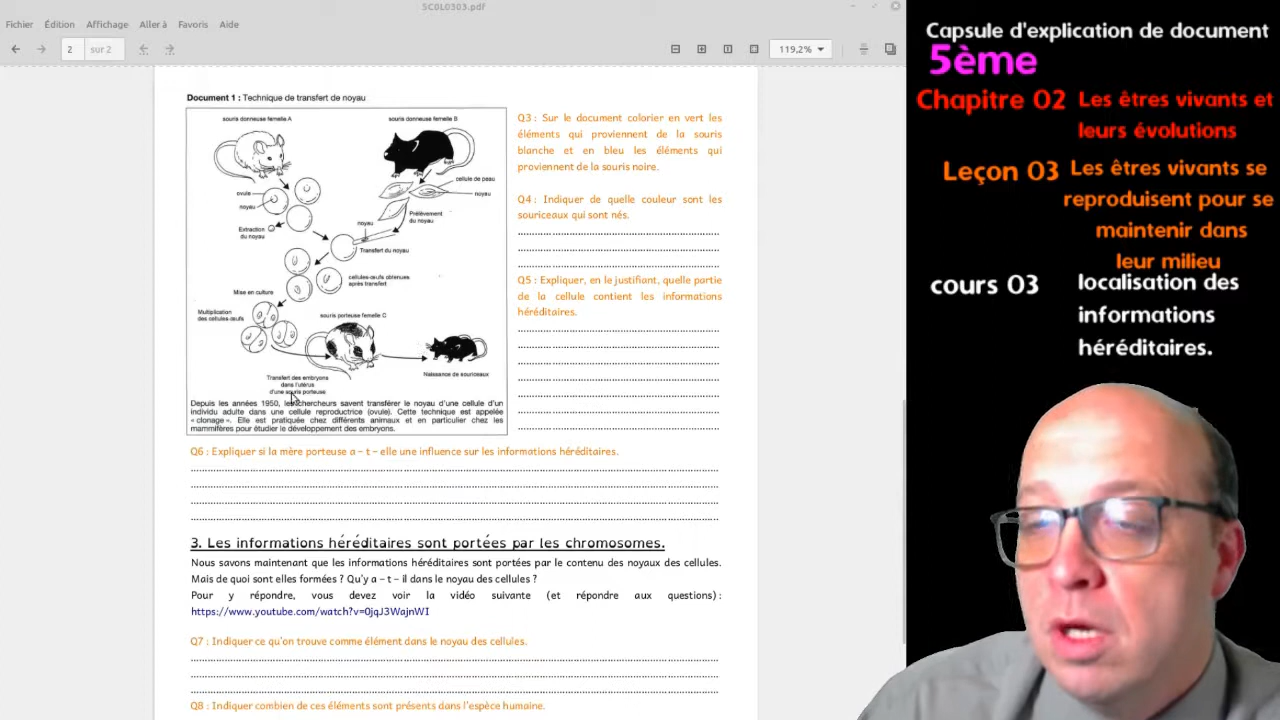 SC0L0303.pdf
Fichier Édition Affichage Aller à Favoris Aide
2 sur 2 119,2%
Document 1 : Technique de transfert de noyau
souris donneuse femelle A
souris donneuse femelle B
cellule de peau
noyau
ovule
noyau
Prélèvement
du noyau
noyau
Extraction
du noyau
Transfert du noyau
cellules-œufs obtenues
après transfert
Mise en culture
Multiplication
des cellules-œufs
souris porteuse femelle C
Naissance de souriceaux
Transfert des embryons
dans l'utérus
d'une souris porteuse
Depuis les années 1950, les chercheurs savent transférer le noyau d'une cellule d'un
individu adulte dans une cellule reproductrice (ovule). Cette technique est appelée
« clonage ». Elle est pratiquée chez différents animaux et en particulier chez les
mammifères pour étudier le développement des embryons.
Q3 : Sur le document colorier en vert les
éléments qui proviennent de la souris
blanche et en bleu les éléments qui
proviennent de la souris noire.
Q4 : Indiquer de quelle couleur sont les
souriceaux qui sont nés.
Q5 : Expliquer, en le justifiant, quelle partie
de la cellule contient les informations
héréditaires.
Q6 : Expliquer si la mère porteuse a – t – elle une influence sur les informations héréditaires.
3. Les informations héréditaires sont portées par les chromosomes.
Nous savons maintenant que les informations héréditaires sont portées par le contenu des noyaux des cellules.
Mais de quoi sont elles formées ? Qu'y a – t – il dans le noyau des cellules ?
Pour y répondre, vous devez voir la vidéo suivante (et répondre aux questions) :
https://www.youtube.com/watch?v=0jqJ3WajnWI
Q7 : Indiquer ce qu'on trouve comme élément dans le noyau des cellules.
Q8 : Indiquer combien de ces éléments sont présents dans l'espèce humaine.
Capsule d'explication de document
5ème
Chapitre 02 Les êtres vivants et
leurs évolutions
Leçon 03 Les êtres vivants se
reproduisent pour se
maintenir dans
leur milieu
cours 03 localisation des
informations
héréditaires.